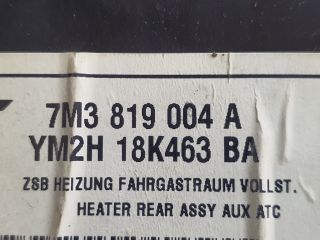 7M3 819 004 A
YM2H 18K463 BA
ZSB HEIZUNG FAHRGASTRAUM VOLLST.
HEATER REAR ASSY AUX ATC